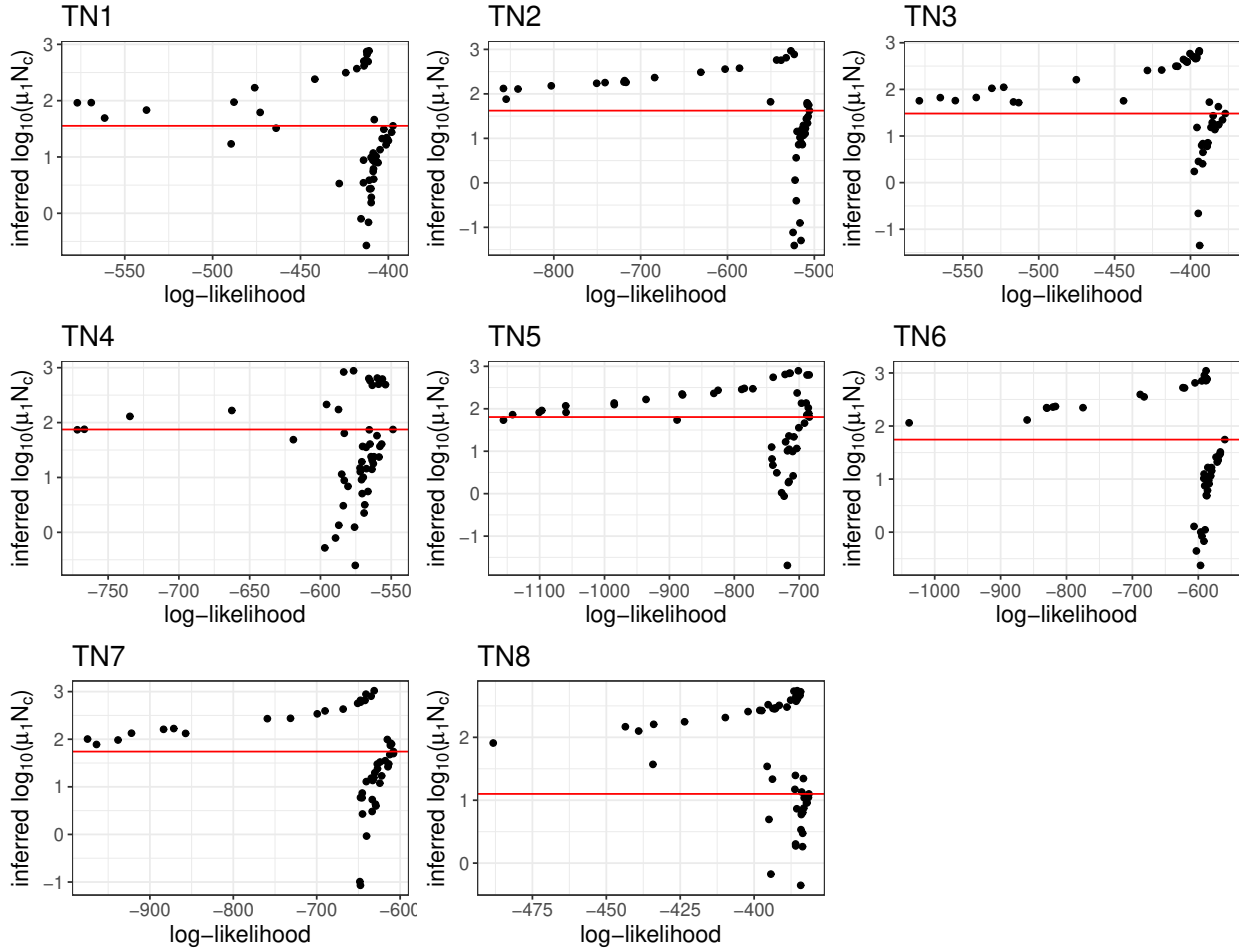 TN1 TN2 TN3
inferred log10(μ1Nc) inferred log10(μ1Nc) inferred log10(μ1Nc)
3 2 1 0
3 2 1 0 −1
3 2 1 0 −1
−550 −500 −450 −400
−800 −700 −600 −500
−550 −500 −450 −400
log−likelihood log−likelihood log−likelihood
TN4 TN5 TN6
inferred log10(μ1Nc) inferred log10(μ1Nc) inferred log10(μ1Nc)
3 2 1 0
3 2 1 0 −1
3 2 1 0
−750 −700 −650 −600 −550
−1100 −1000 −900 −800 −700
−1000 −900 −800 −700 −600
log−likelihood log−likelihood log−likelihood
TN7 TN8
inferred log10(μ1Nc) inferred log10(μ1Nc)
3 2 1 0 −1
2 1 0
−900 −800 −700 −600
−475 −450 −425 −400
log−likelihood log−likelihood